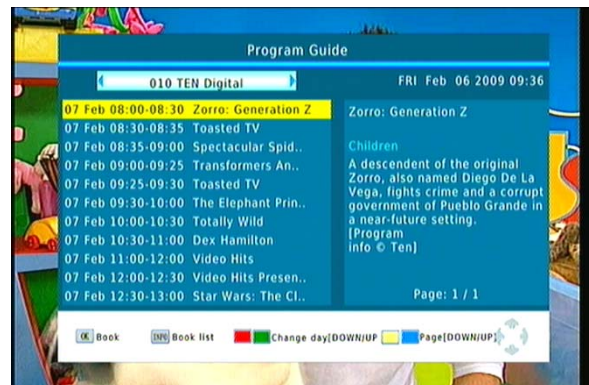 Program Guide
010 TEN Digital
FRI Feb 06 2009 09:36
07 Feb 08:00-08:30 Zorro: Generation Z
07 Feb 08:30-08:35 Toasted TV
07 Feb 08:35-09:00 Spectacular Spid..
07 Feb 09:00-09:25 Transformers An..
07 Feb 09:25-09:30 Toasted TV
07 Feb 09:30-10:00 The Elephant Prin..
07 Feb 10:00-10:30 Totally Wild
07 Feb 10:30-11:00 Dex Hamilton
07 Feb 11:00-12:00 Video Hits
07 Feb 12:00-12:30 Video Hits Presen..
07 Feb 12:30-13:00 Star Wars: The Cl..
Zorro: Generation Z
Children
A descendent of the original
Zorro, also named Diego De La
Vega, fights crime and a corrupt
government of Pueblo Grande in
a near-future setting.
[Program
info © Ten]
Page: 1 / 1
OK Book
INFO Book list
Change day[DOWN/UP
Page[DOWN/UP]